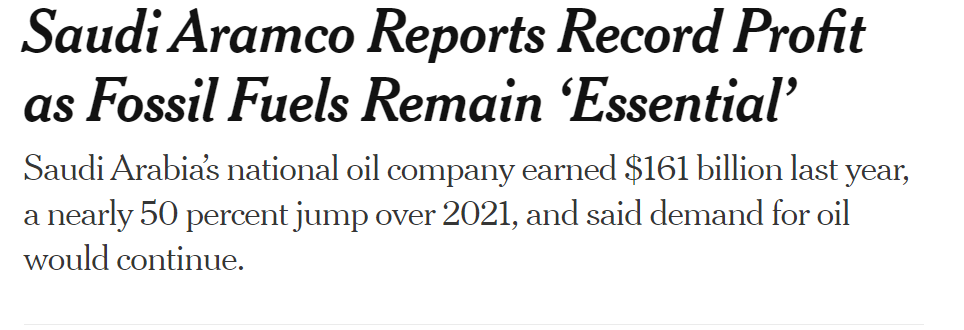 Saudi Aramco Reports Record Profit
as Fossil Fuels Remain ‘Essential’
Saudi Arabia’s national oil company earned $161 billion last year,
a nearly 50 percent jump over 2021, and said demand for oil
would continue.